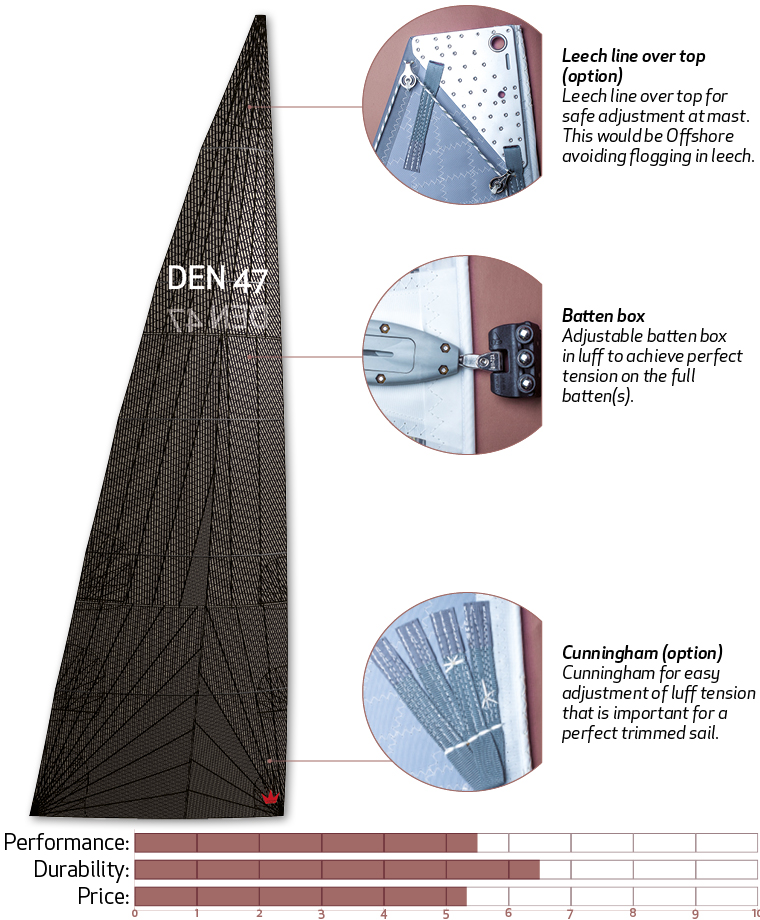 Leech line over top
(option)
Leech line over top for
safe adjustment at mast.
This would be Offshore
avoiding flogging in leech.
DEN 47
DEN 47
Batten box
Adjustable batten box
in luff to achieve perfect
tension on the full
batten(s).
Cunningham (option)
Cunningham for easy
adjustment of luff tension
that is important for a
perfect trimmed sail.
Performance:
Durability:
Price:
0 1 2 3 4 5 6 7 8 9 10